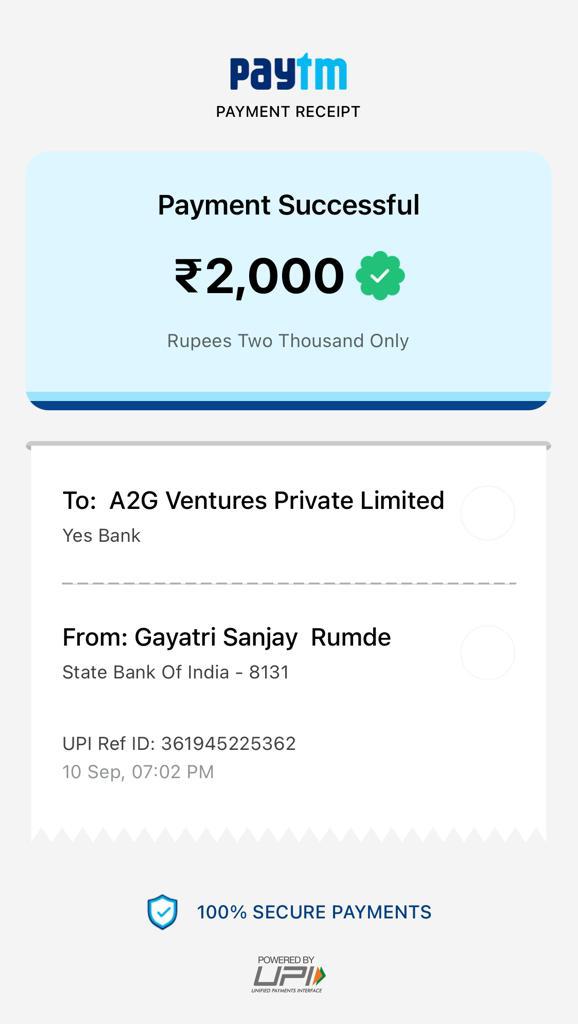 paytm
PAYMENT RECEIPT
Payment Successful
₹2,000
Rupees Two Thousand Only
To: A2G Ventures Private Limited
Yes Bank
From: Gayatri Sanjay Rumde
State Bank Of India - 8131
UPI Ref ID: 361945225362
10 Sep, 07:02 PM
100% SECURE PAYMENTS
POWERED BY
UPI
UNIFIED PAYMENTS INTERFACE